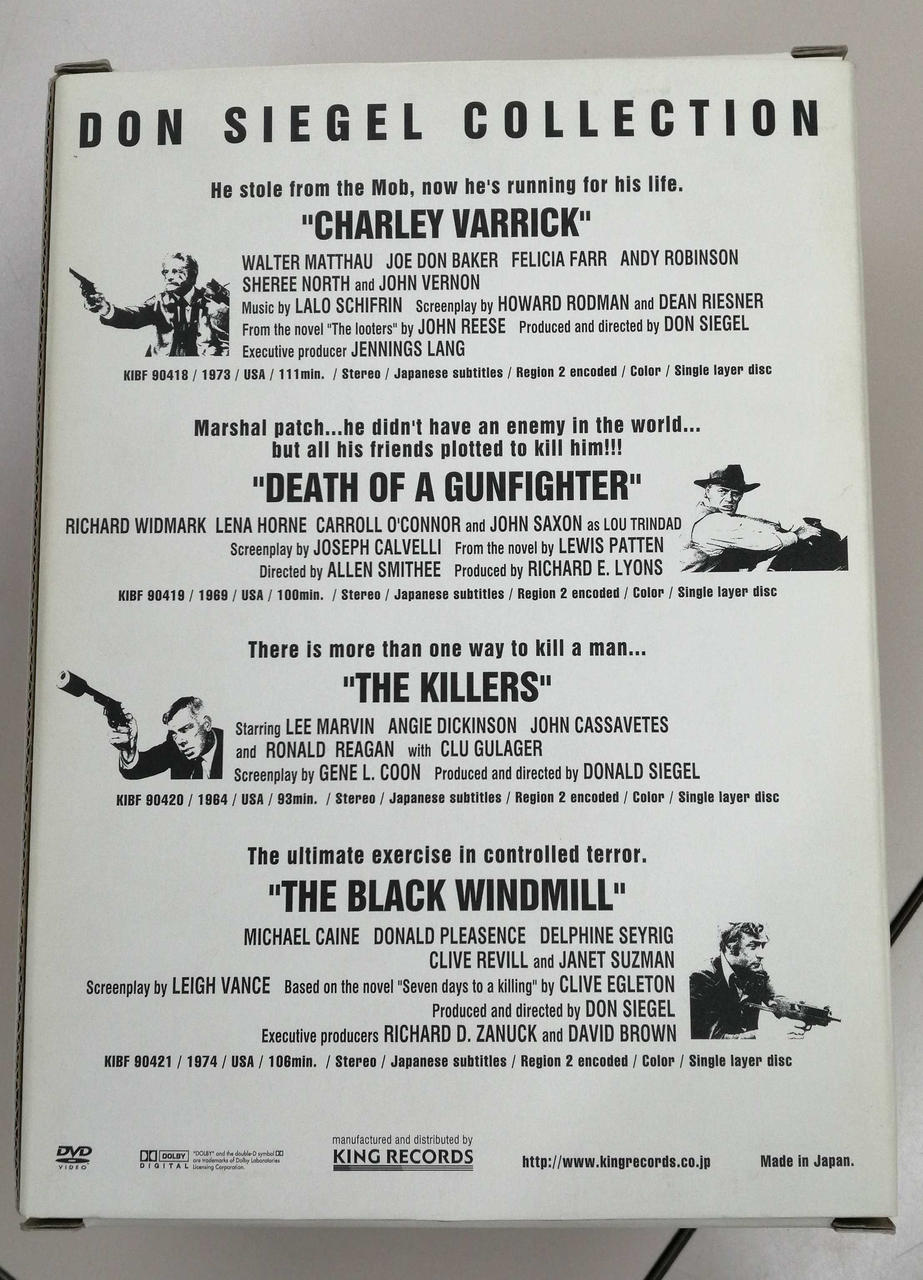 DON SIEGEL COLLECTION
He stole from the Mob, now he's running for his life.
"CHARLEY VARRICK"
WALTER MATTHAU JOE DON BAKER FELICIA FARR ANDY ROBINSON
SHEREE NORTH and JOHN VERNON
Music by LALO SCHIFRIN Screenplay by HOWARD RODMAN and DEAN RIESNER
From the novel "The looters" by JOHN REESE Produced and directed by DON SIEGEL
Executive producer JENNINGS LANG
KIBF 90418 / 1973 / USA / 111min. / Stereo / Japanese subtitles / Region 2 encoded / Color / Single layer disc
Marshal patch...he didn't have an enemy in the world...
but all his friends plotted to kill him!!!
"DEATH OF A GUNFIGHTER"
RICHARD WIDMARK LENA HORNE CARROLL O'CONNOR and JOHN SAXON as LOU TRINDAD
Screenplay by JOSEPH CALVELLI From the novel by LEWIS PATTEN
Directed by ALLEN SMITHEE Produced by RICHARD E. LYONS
KIBF 90419 / 1969 / USA / 100min. / Stereo / Japanese subtitles / Region 2 encoded / Color / Single layer disc
There is more than one way to kill a man...
"THE KILLERS"
Starring LEE MARVIN ANGIE DICKINSON JOHN CASSAVETES
and RONALD REAGAN with CLU GULAGER
Screenplay by GENE L. COON Produced and directed by DONALD SIEGEL
KIBF 90420 / 1964 / USA / 93min. / Stereo / Japanese subtitles / Region 2 encoded / Color / Single layer disc
The ultimate exercise in controlled terror.
"THE BLACK WINDMILL"
MICHAEL CAINE DONALD PLEASENCE DELPHINE SEYRIG
CLIVE REVILL and JANET SUZMAN
Screenplay by LEIGH VANCE Based on the novel "Seven days to a killing" by CLIVE EGLETON
Produced and directed by DON SIEGEL
Executive producers RICHARD D. ZANUCK and DAVID BROWN
KIBF 90421 / 1974 / USA / 106min. / Stereo / Japanese subtitles / Region 2 encoded / Color / Single layer disc
DVD
VIDEO
DOLBY
DIGITAL
"DOLBY" and the double-D symbol
are trademarks of Dolby Laboratories
Licensing Corporation.
manufactured and distributed by
KING RECORDS
http://www.kingrecords.co.jp
Made in Japan.